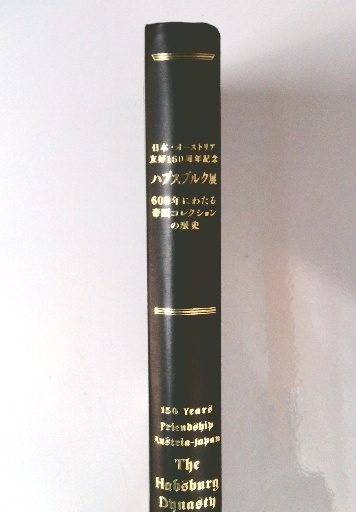 日本・オーストリア
友好150周年記念
ハプスブルク展
600年にわたる
帝国コレクション
の歴史
150 Years
Friendship
Austria-Japan
The
Habsburg
Dynasty